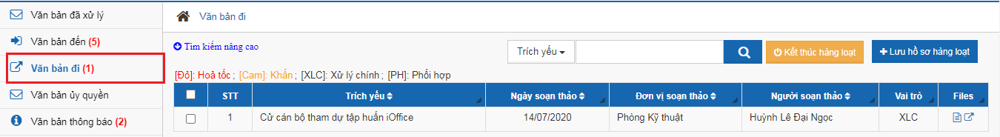 Văn bản đã xử lý
Văn bản đến (5)
Văn bản đi (1)
Văn bản ủy quyền
Văn bản thông báo (2)
Văn bản đi
Tìm kiếm nâng cao
Trích yếu
Kết thúc hàng loạt
Lưu hồ sơ hàng loạt
[Đỏ]: Hoả tốc ; [Cam]: Khẩn ; [XLC]: Xử lý chính ; [PH]: Phối hợp
STT Trích yếu Ngày soạn thảo Đơn vị soạn thảo Người soạn thảo Vai trò Files
1 Cử cán bộ tham dự tập huấn iOffice 14/07/2020 Phòng Kỹ thuật Huỳnh Lê Đại Ngọc XLC